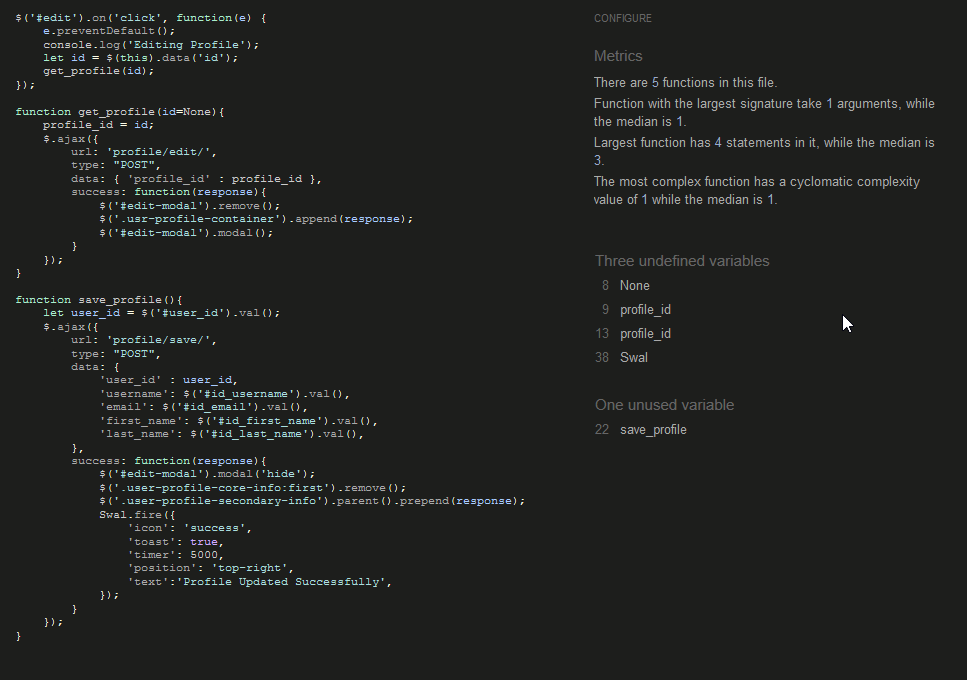 $('#edit').on('click', function(e) {
    e.preventDefault();
    console.log('Editing Profile');
    let id = $(this).data('id');
    get_profile(id);
});

function get_profile(id=None){
    profile_id = id;
    $.ajax({
        url: 'profile/edit/',
        type: "POST",
        data: { 'profile_id' : profile_id },
        success: function(response){
            $('#edit-modal').remove();
            $('.usr-profile-container').append(response);
            $('#edit-modal').modal();
        }
    });
}

function save_profile(){
    let user_id = $('#user_id').val();
    $.ajax({
        url: 'profile/save/',
        type: "POST",
        data: {
            'user_id' : user_id,
            'username': $('#id_username').val(),
            'email': $('#id_email').val(),
            'first_name': $('#id_first_name').val(),
            'last_name': $('#id_last_name').val(),
        },
        success: function(response){
            $('#edit-modal').modal('hide');
            $('.user-profile-core-info:first').remove();
            $('.user-profile-secondary-info').parent().prepend(response);
            Swal.fire({
                'icon': 'success',
                'toast': true,
                'timer': 5000,
                'position': 'top-right',
                'text':'Profile Updated Successfully',
            });
        }
    });
}
CONFIGURE
Metrics
There are 5 functions in this file.
Function with the largest signature take 1 arguments, while
the median is 1.
Largest function has 4 statements in it, while the median is
3.
The most complex function has a cyclomatic complexity
value of 1 while the median is 1.
Three undefined variables
8 None
9 profile_id
13 profile_id
38 Swal
One unused variable
22 save_profile